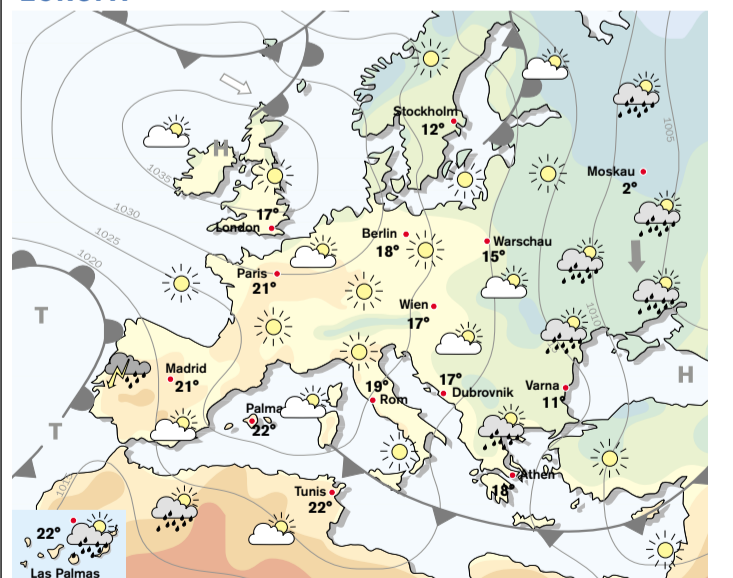 Stockholm
12°
1005
H
1035
Moskau
2°
1030
17°
London
Berlin
18°
Warschau
15°
1025
1020
Paris
21°
Wien
17°
1010
T
Madrid
21°
19°
Rom
17°
Dubrovnik
Varna
11°
H
Palma
22°
T
Athen
18°
1015
Tunis
22°
22°
Las Palmas